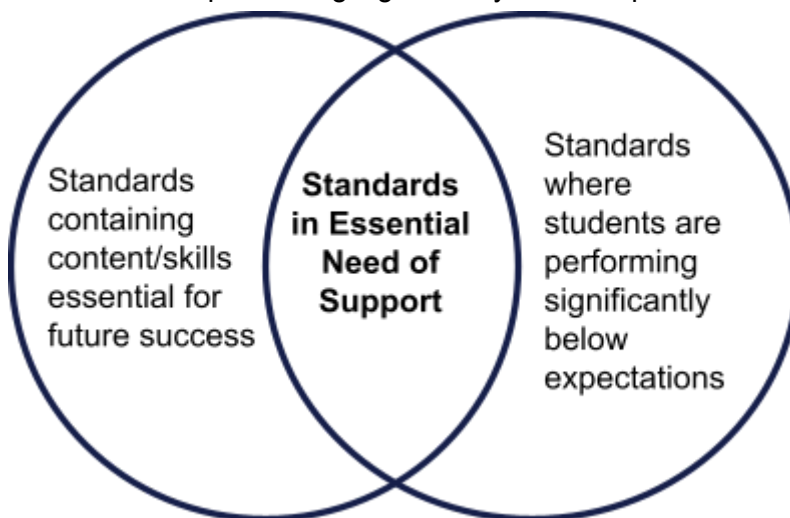 Standards
containing
content/skills
essential for
future success
Standards
in Essential
Need of
Support
Standards
where
students are
performing
significantly
below
expectations